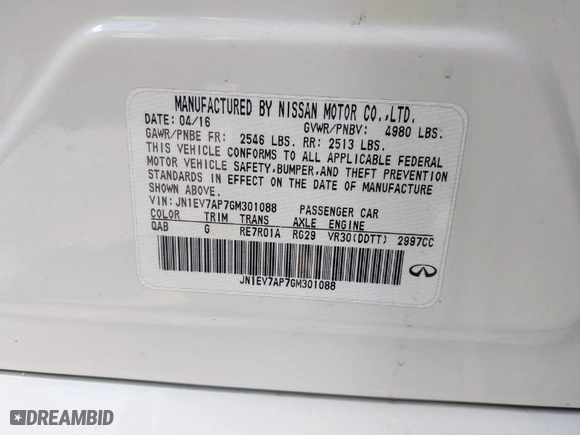 MANUFACTURED BY NISSAN MOTOR CO.,LTD.
DATE: 04/16 GVWR/PNBV: 4980 LBS.
GAWR/PNBE FR: 2546 LBS. RR: 2513 LBS.
THIS VEHICLE CONFORMS TO ALL APPLICABLE FEDERAL
MOTOR VEHICLE SAFETY,BUMPER,AND THEFT PREVENTION
STANDARDS IN EFFECT ON THE DATE OF MANUFACTURE
SHOWN ABOVE.
VIN: JN1EV7AP7GM301088 PASSENGER CAR
COLOR TRIM TRANS AXLE ENGINE
QAB G RE7R01A RG29 VR30(DDTT) 2997CC
JN1EV7AP7GM301088
DREAMBID